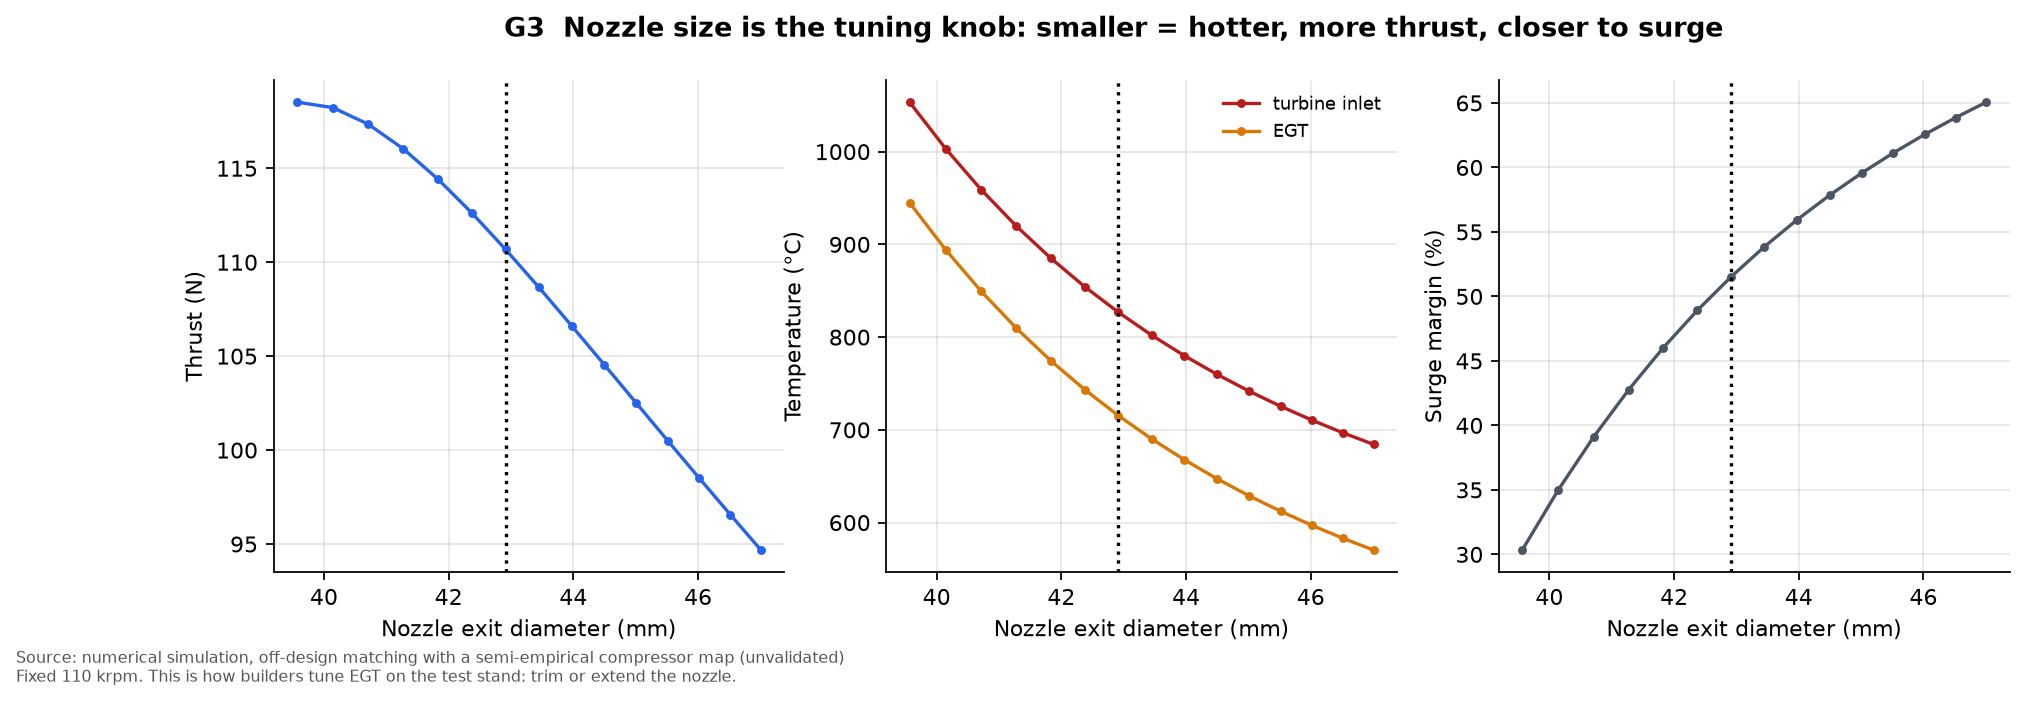 G3  Nozzle size is the tuning knob: smaller = hotter, more thrust, closer to surge
Thrust (N)
115
110
105
100
95
40 42 44 46
Nozzle exit diameter (mm)
Temperature (°C)
1000
900
800
700
600
turbine inlet
EGT
40 42 44 46
Nozzle exit diameter (mm)
Surge margin (%)
65
60
55
50
45
40
35
30
40 42 44 46
Nozzle exit diameter (mm)
Source: numerical simulation, off-design matching with a semi-empirical compressor map (unvalidated)
Fixed 110 krpm. This is how builders tune EGT on the test stand: trim or extend the nozzle.